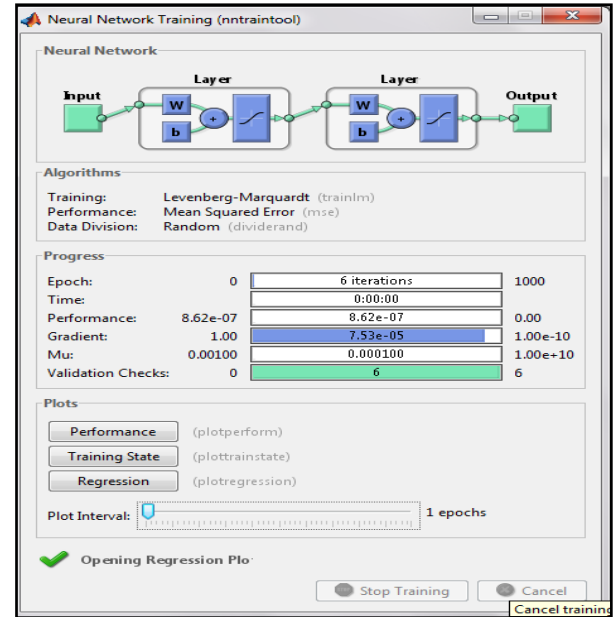 Neural Network Training (nntraintool)
Neural Network
Layer Layer
Input Output
W W
b + b +
Algorithms
Training: Levenberg-Marquardt (trainlm)
Performance: Mean Squared Error (mse)
Data Division: Random (dividerand)
Progress
Epoch: 0 6 iterations 1000
Time: 0:00:00
Performance: 8.62e-07 8.62e-07 0.00
Gradient: 1.00 7.53e-05 1.00e-10
Mu: 0.00100 0.000100 1.00e+10
Validation Checks: 0 6 6
Plots
Performance (plotperform)
Training State (plottrainstate)
Regression (plotregression)
Plot Interval: 1 epochs
Opening Regression Plo
Stop Training Cancel
Cancel training